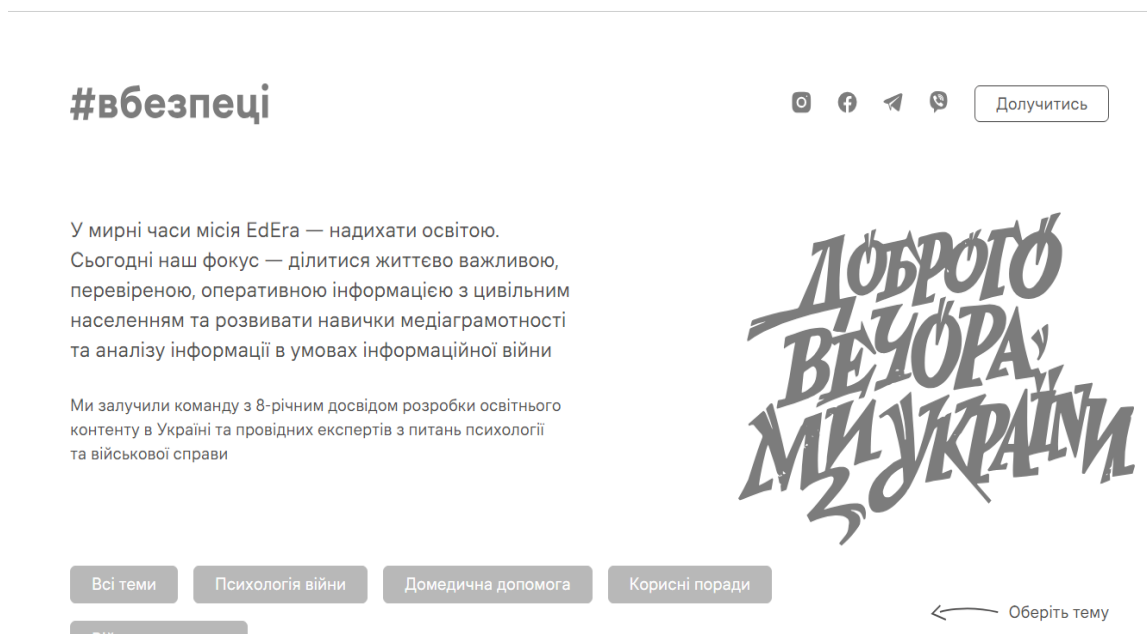 #вбезпеці
Долучитись
У мирні часи місія EdEra — надихати освітою.
Сьогодні наш фокус — ділитися життєво важливою,
перевіреною, оперативною інформацією з цивільним
населенням та розвивати навички медіаграмотності
та аналізу інформації в умовах інформаційної війни
Ми залучили команду з 8-річним досвідом розробки освітнього
контенту в Україні та провідних експертів з питань психології
та військової справи
ДОБРОГО
ВЕЧОРА,
МИ З УКРАЇНИ
Всі теми
Психологія війни
Домедична допомога
Корисні поради
Оберіть тему